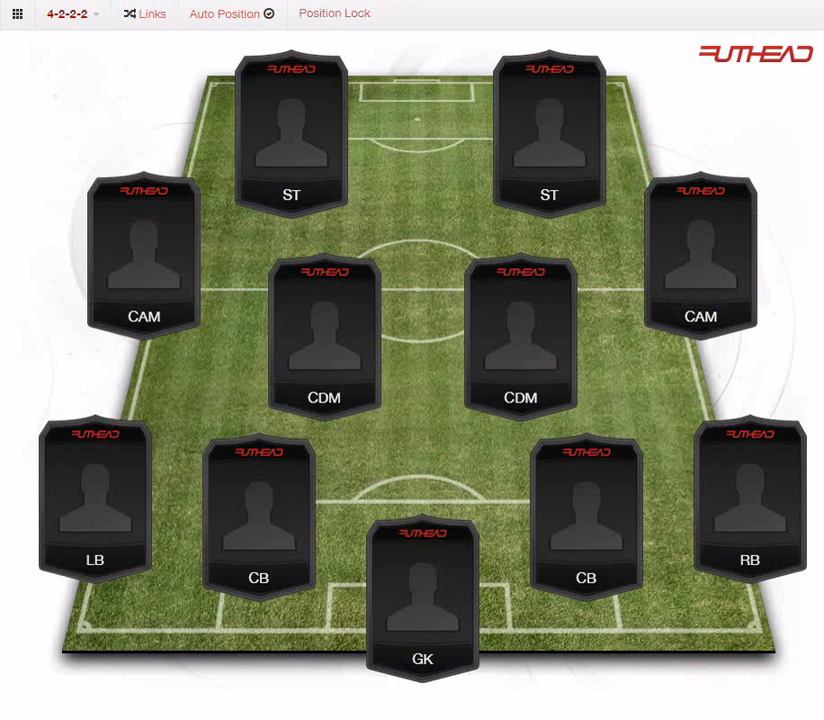 4-2-2-2 Links Auto Position Position Lock
FUTHEAD
FUTHEAD FUTHEAD
ST ST
FUTHEAD FUTHEAD
CAM CAM
FUTHEAD FUTHEAD
CDM CDM
FUTHEAD FUTHEAD
LB RB
FUTHEAD FUTHEAD
CB CB
FUTHEAD
GK